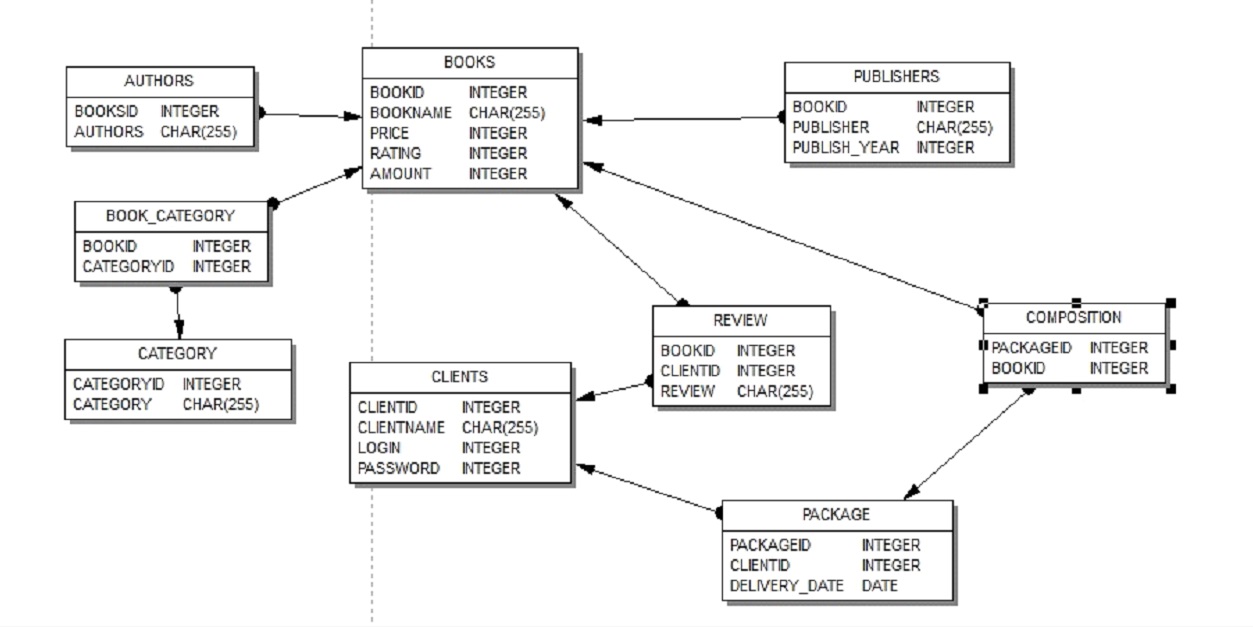 AUTHORS
BOOKSID INTEGER
AUTHORS CHAR(255)
BOOKS
BOOKID INTEGER
BOOKNAME CHAR(255)
PRICE INTEGER
RATING INTEGER
AMOUNT INTEGER
PUBLISHERS
BOOKID INTEGER
PUBLISHER CHAR(255)
PUBLISH_YEAR INTEGER
BOOK_CATEGORY
BOOKID INTEGER
CATEGORYID INTEGER
CATEGORY
CATEGORYID INTEGER
CATEGORY CHAR(255)
CLIENTS
CLIENTID INTEGER
CLIENTNAME CHAR(255)
LOGIN INTEGER
PASSWORD INTEGER
REVIEW
BOOKID INTEGER
CLIENTID INTEGER
REVIEW CHAR(255)
COMPOSITION
PACKAGEID INTEGER
BOOKID INTEGER
PACKAGE
PACKAGEID INTEGER
CLIENTID INTEGER
DELIVERY_DATE DATE